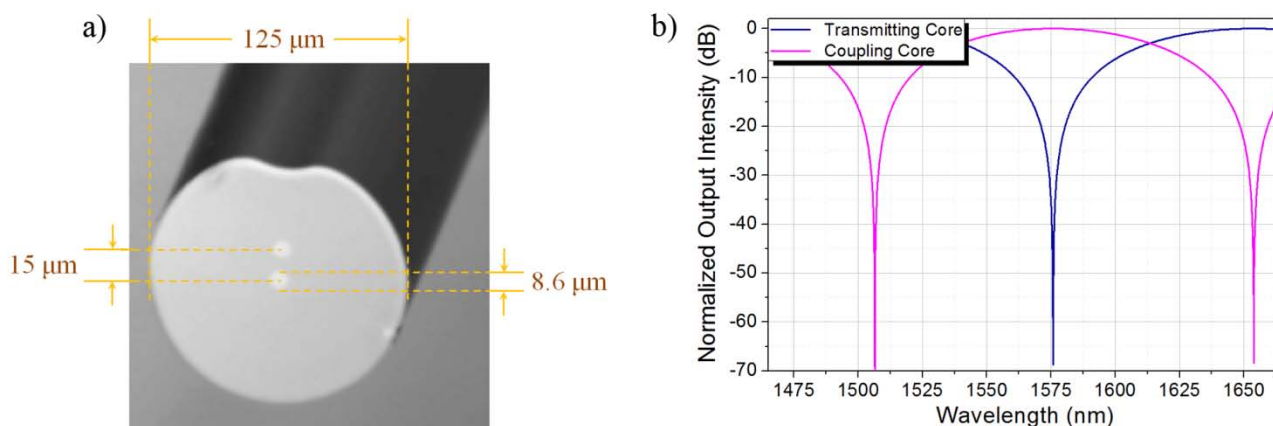 a)
125 μm
15 μm
8.6 μm
b)
Normalized Output Intensity (dB)
Transmitting Core
Coupling Core
0
-10
-20
-30
-40
-50
-60
-70
1475 1500 1525 1550 1575 1600 1625 1650
Wavelength (nm)